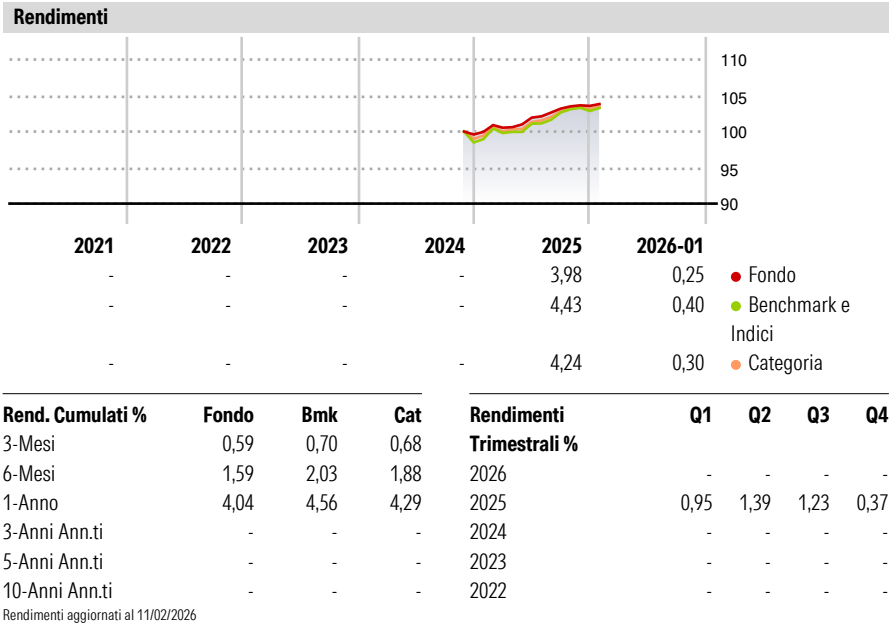 Rendimenti
110
105
100
95
90
2021 2022 2023 2024 2025 2026-01
- - - - 3,98 0,25 Fondo
- - - - 4,43 0,40 Benchmark e
Indici
- - - - 4,24 0,30 Categoria
Rend. Cumulati % Fondo Bmk Cat
3-Mesi 0,59 0,70 0,68
6-Mesi 1,59 2,03 1,88
1-Anno 4,04 4,56 4,29
3-Anni Ann.ti - - -
5-Anni Ann.ti - - -
10-Anni Ann.ti - - -
Rendimenti Q1 Q2 Q3 Q4
Trimestrali %
2026 - - - -
2025 0,95 1,39 1,23 0,37
2024 - - - -
2023 - - - -
2022 - - - -
Rendimenti aggiornati al 11/02/2026